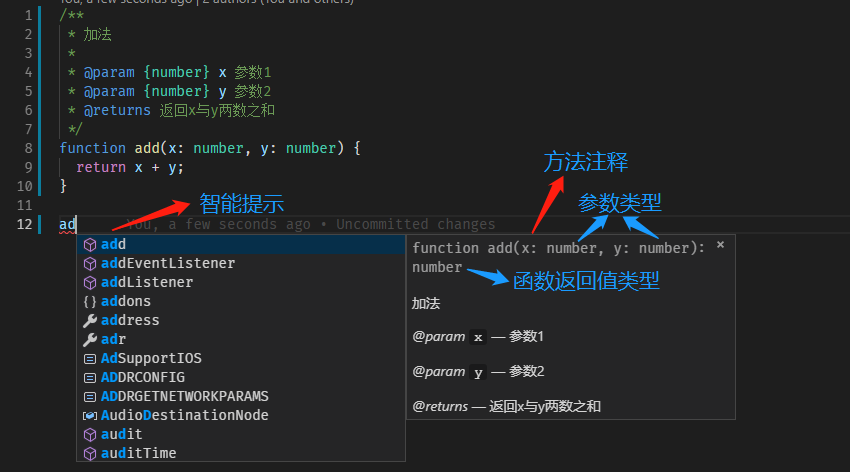 You, a few seconds ago | 2 authors (You and others)
1 /**
2 * 加法
3 *
4 * @param {number} x 参数1
5 * @param {number} y 参数2
6 * @returns 返回x与y两数之和
7 */
8 function add(x: number, y: number) {
9 return x + y;
10 }
11
12 ad You, a few seconds ago • Uncommitted changes
智能提示
方法注释
参数类型
add
addEventListener
addListener
addons
address
adr
AdSupportIOS
ADDRCONFIG
ADDRGETNETWORKPARAMS
AudioDestinationNode
audit
auditTime
function add(x: number, y: number): ×
number
函数返回值类型
加法
@param x — 参数1
@param y — 参数2
@returns — 返回x与y两数之和